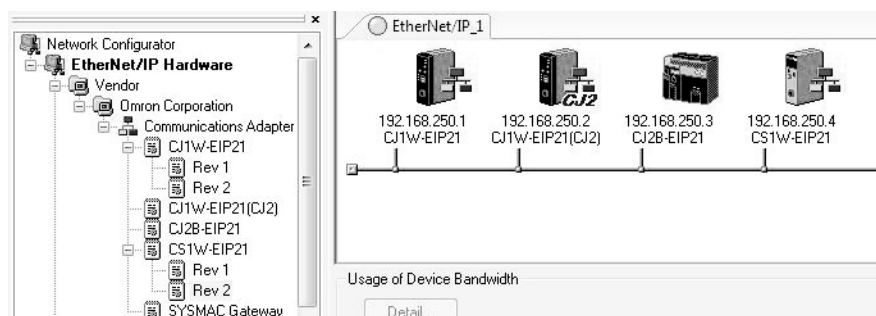 Network Configurator
EtherNet/IP Hardware
Vendor
Omron Corporation
Communications Adapter
CJ1W-EIP21
Rev 1
Rev 2
CJ1W-EIP21(CJ2)
CJ2B-EIP21
CS1W-EIP21
Rev 1
Rev 2
SYSMAC Gateway
EtherNet/IP_1
CJ2
192.168.250.1
CJ1W-EIP21
192.168.250.2
CJ1W-EIP21(CJ2)
192.168.250.3
CJ2B-EIP21
192.168.250.4
CS1W-EIP21
Usage of Device Bandwidth
Detail...